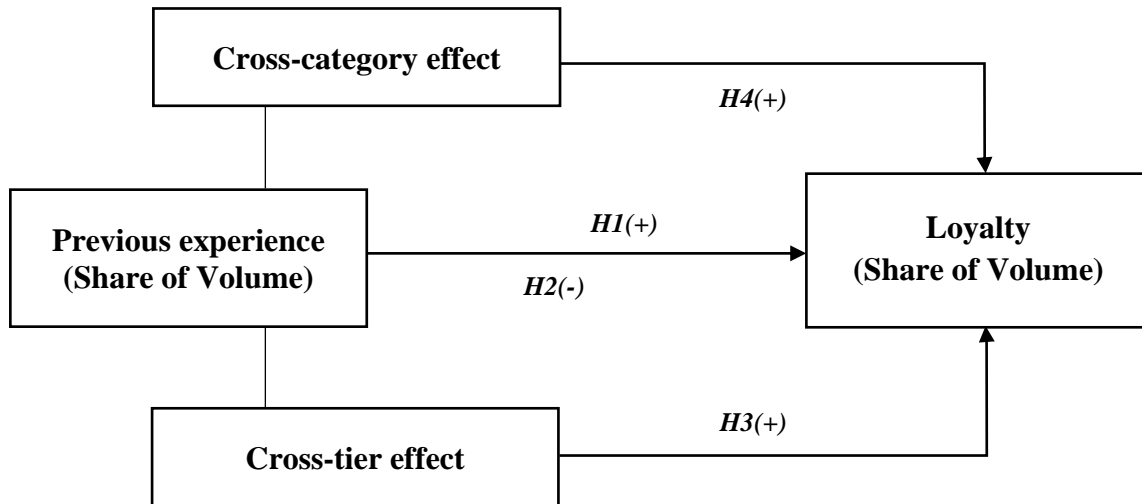 Cross-category effect
H4(+)
Previous experience
(Share of Volume)
H1(+)
H2(-)
Loyalty
(Share of Volume)
H3(+)
Cross-tier effect